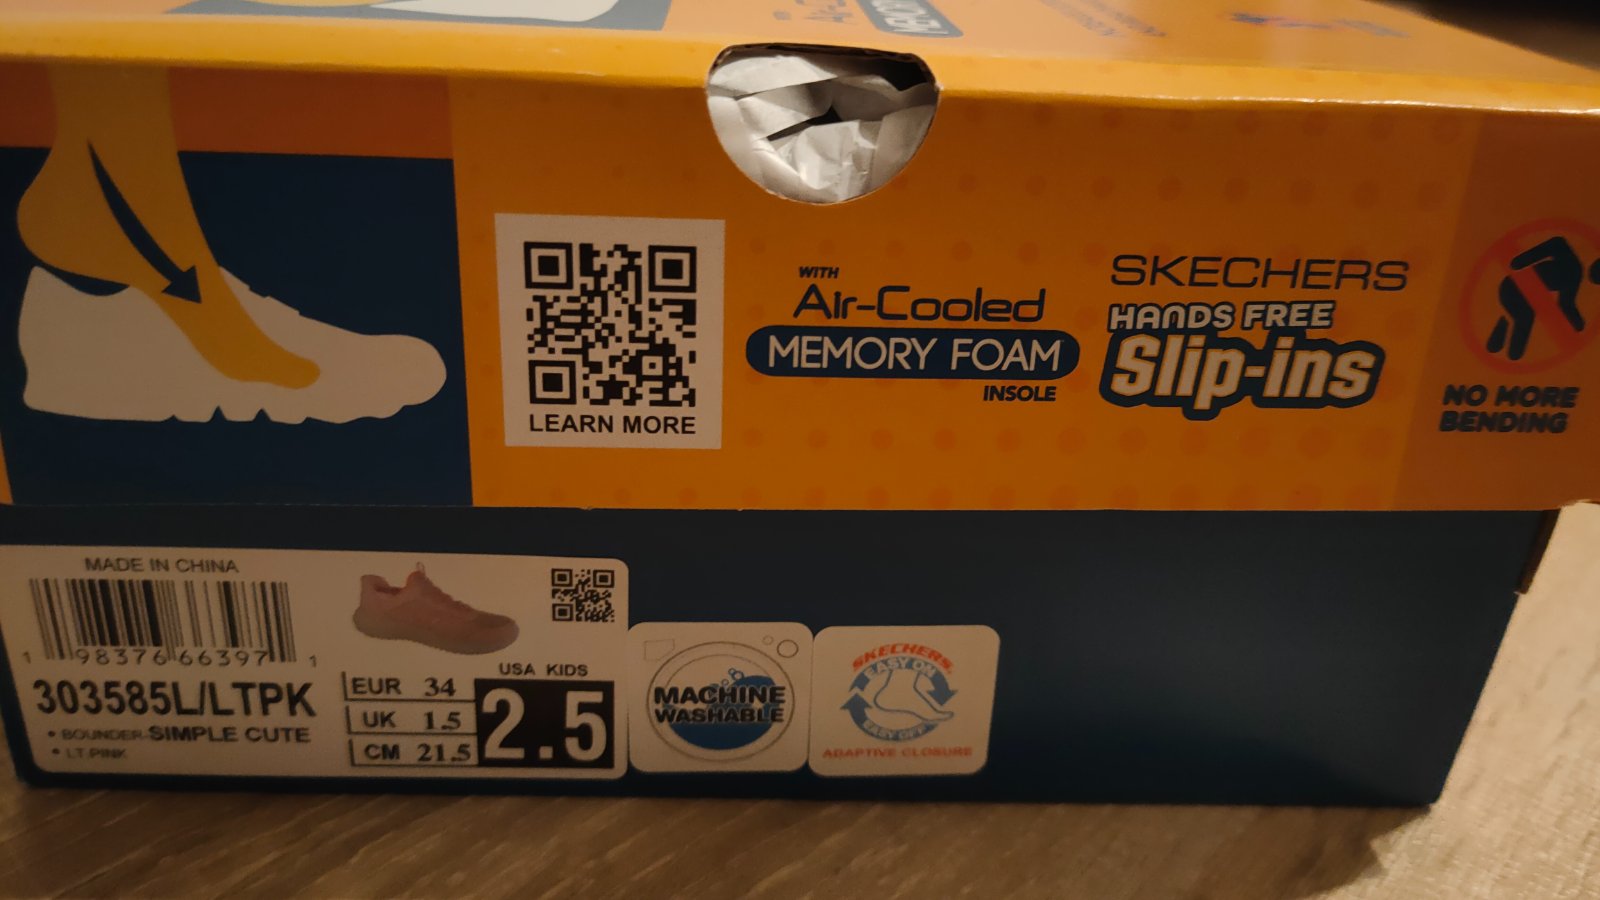 WITH
Air-Cooled
MEMORY FOAM
INSOLE
SKECHERS
HANDS FREE
Slip-ins
NO MORE
BENDING
LEARN MORE
MADE IN CHINA
1 98376 66397 1
303585L/LTPK
• BOUNDER-SIMPLE CUTE
• LT.PINK
USA KIDS
EUR 34
UK 1.5
CM 21.5
2.5
MACHINE
WASHABLE
SKECHERS
EASY ON
EASY OFF
ADAPTIVE CLOSURE